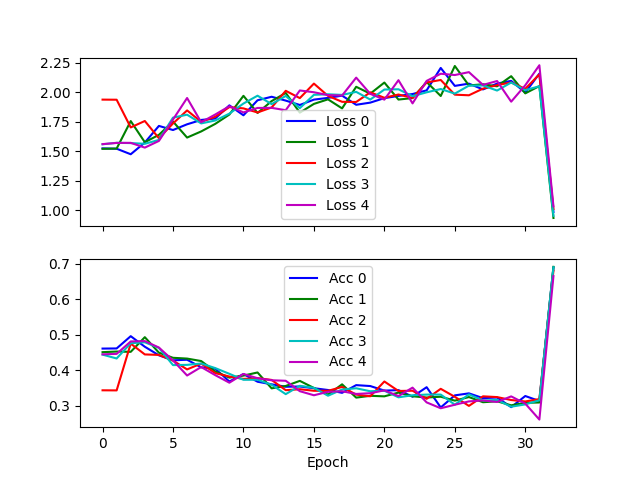 2.25
2.00
1.75
1.50
1.25
1.00
Loss 0
Loss 1
Loss 2
Loss 3
Loss 4
0.7
0.6
0.5
0.4
0.3
Acc 0
Acc 1
Acc 2
Acc 3
Acc 4
0 5 10 15 20 25 30
Epoch